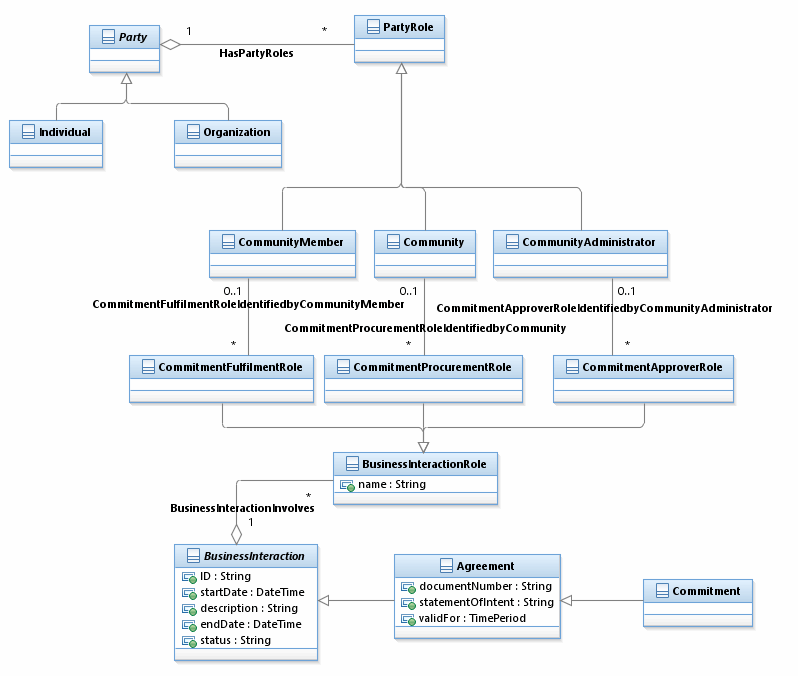 Party
1
*
PartyRole
HasPartyRoles
Individual
Organization
CommunityMember
Community
CommunityAdministrator
0..1
0..1
0..1
CommitmentFulfilmentRoleIdentifiedbyCommunityMember
CommitmentApproverRoleIdentifiedbyCommunityAdministrator
CommitmentProcurementRoleIdentifiedbyCommunity
*
*
*
CommitmentFulfilmentRole
CommitmentProcurementRole
CommitmentApproverRole
BusinessInteractionRole
name : String
*
BusinessInteractionInvolves
1
BusinessInteraction
ID : String
startDate : DateTime
description : String
endDate : DateTime
status : String
Agreement
documentNumber : String
statementOfIntent : String
validFor : TimePeriod
Commitment